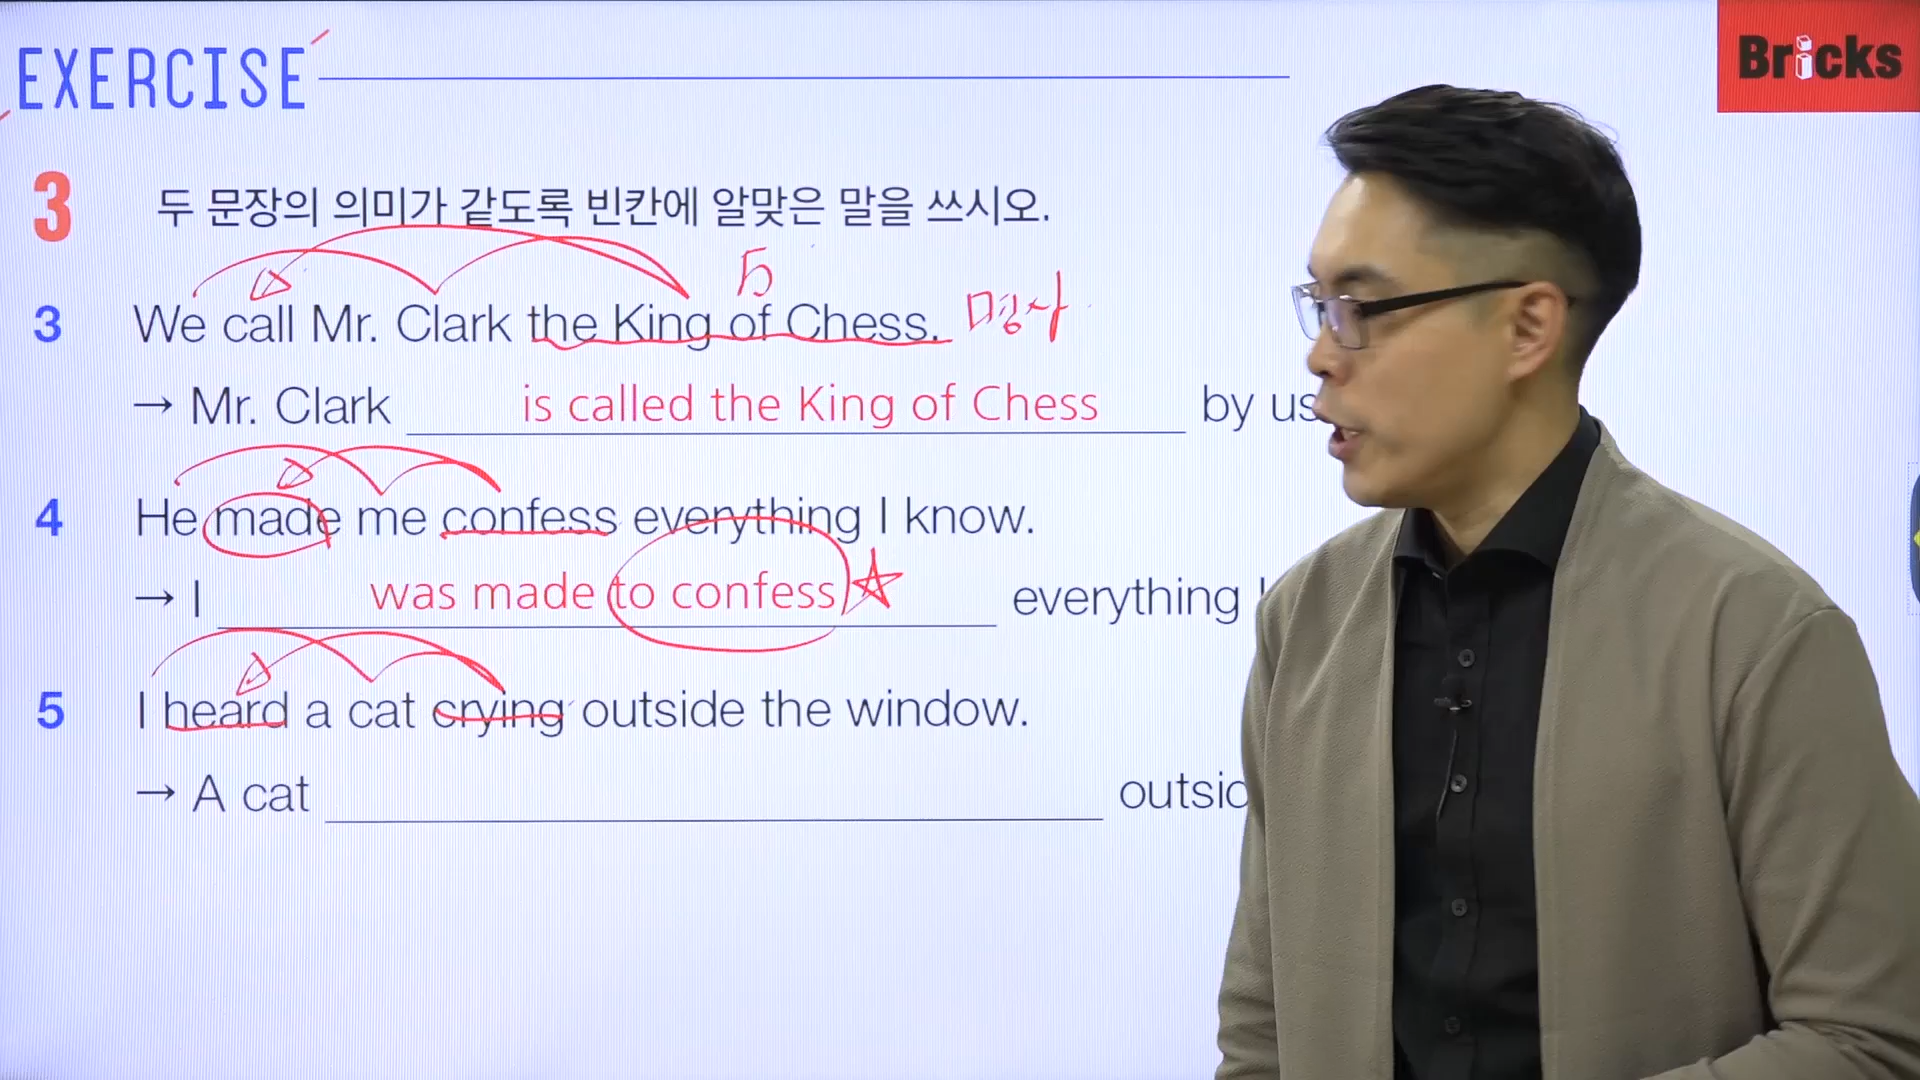 EXERCISE
Bricks
3 두 문장의 의미가 같도록 빈칸에 알맞은 말을 쓰시오.
5
3 We call Mr. Clark the King of Chess. 명사
→ Mr. Clark is called the King of Chess by us
4 He made me confess everything I know.
→ I was made to confess everything
5 I heard a cat crying outside the window.
→ A cat